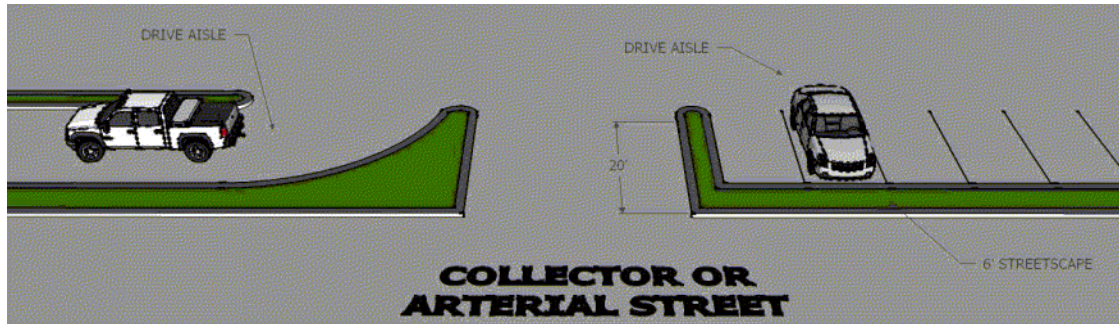 DRIVE AISLE
DRIVE AISLE
20'
6' STREETSCAPE
COLLECTOR OR
ARTERIAL STREET